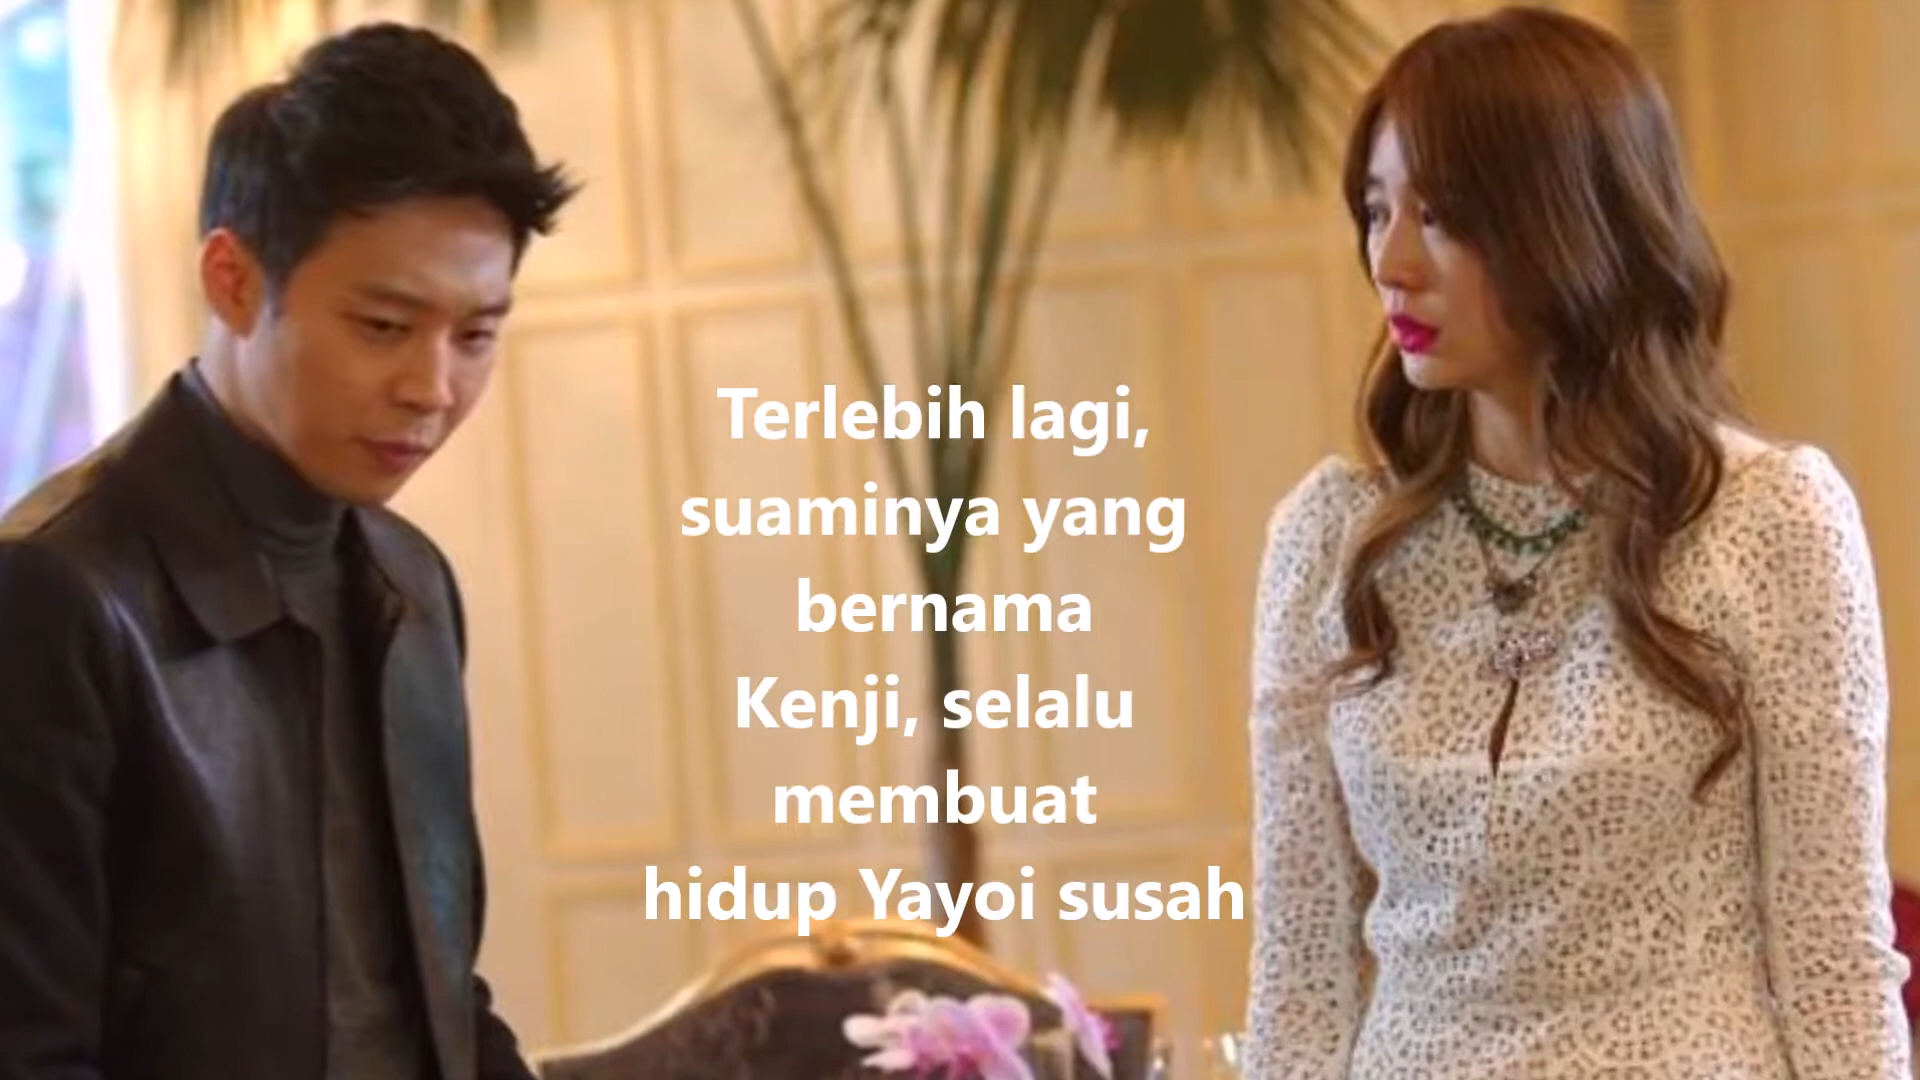 Terlebih lagi,
suaminya yang
bernama
Kenji, selalu
membuat
hidup Yayoi susah